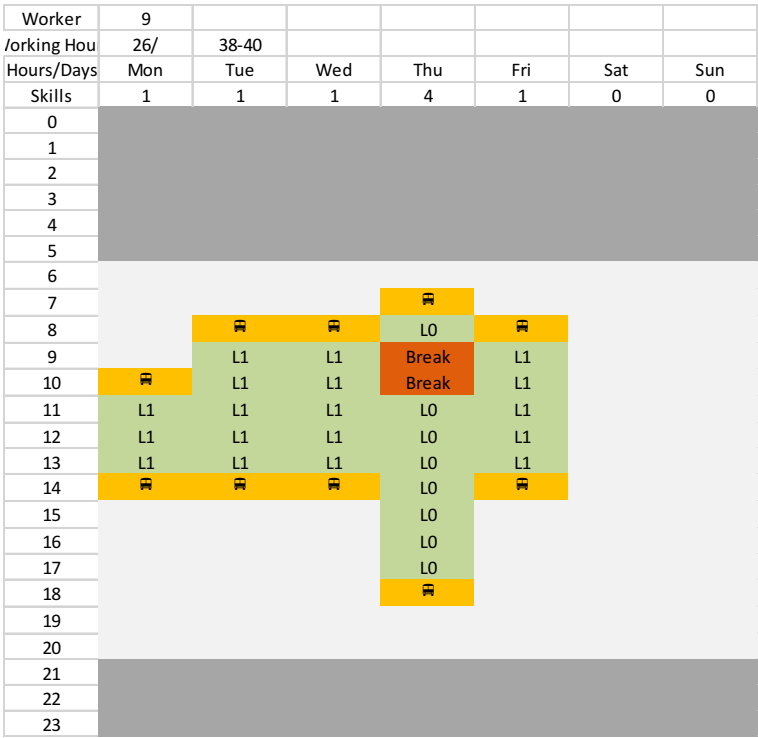 Worker 9
/orking Hou 26/ 38-40
Hours/Days Mon Tue Wed Thu Fri Sat Sun
Skills 1 1 1 4 1 0 0
0
1
2
3
4
5
6
7
8 L0
9 L1 L1 Break L1
10 L1 L1 Break L1
11 L1 L1 L1 L0 L1
12 L1 L1 L1 L0 L1
13 L1 L1 L1 L0 L1
14 L0
15 L0
16 L0
17 L0
18
19
20
21
22
23